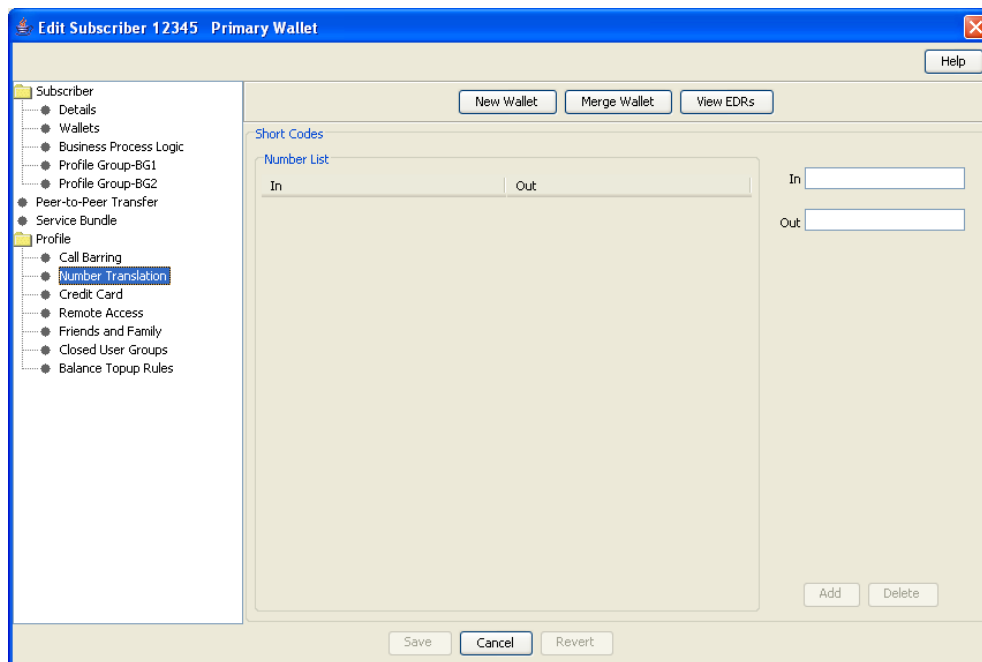 Edit Subscriber 12345 Primary Wallet
Help
Subscriber
Details
Wallets
Business Process Logic
Profile Group-BG1
Profile Group-BG2
Peer-to-Peer Transfer
Service Bundle
Profile
Call Barring
Number Translation
Credit Card
Remote Access
Friends and Family
Closed User Groups
Balance Topup Rules
New Wallet Merge Wallet View EDRs
Short Codes
Number List
In Out
In
Out
Add Delete
Save Cancel Revert